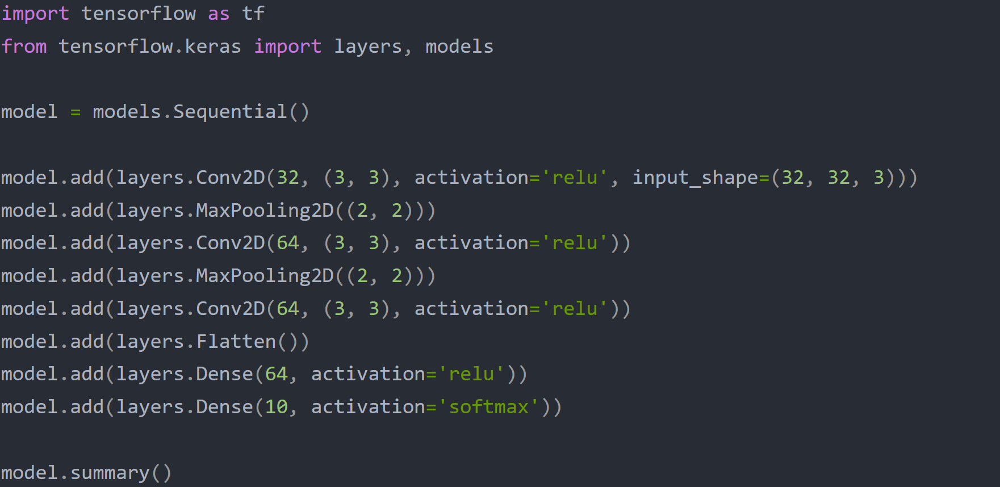 import tensorflow as tf
from tensorflow.keras import layers, models
model = models.Sequential()
model.add(layers.Conv2D(32, (3, 3), activation='relu', input_shape=(32, 32, 3)))
model.add(layers.MaxPooling2D((2, 2)))
model.add(layers.Conv2D(64, (3, 3), activation='relu'))
model.add(layers.MaxPooling2D((2, 2)))
model.add(layers.Conv2D(64, (3, 3), activation='relu'))
model.add(layers.Flatten())
model.add(layers.Dense(64, activation='relu'))
model.add(layers.Dense(10, activation='softmax'))
model.summary()